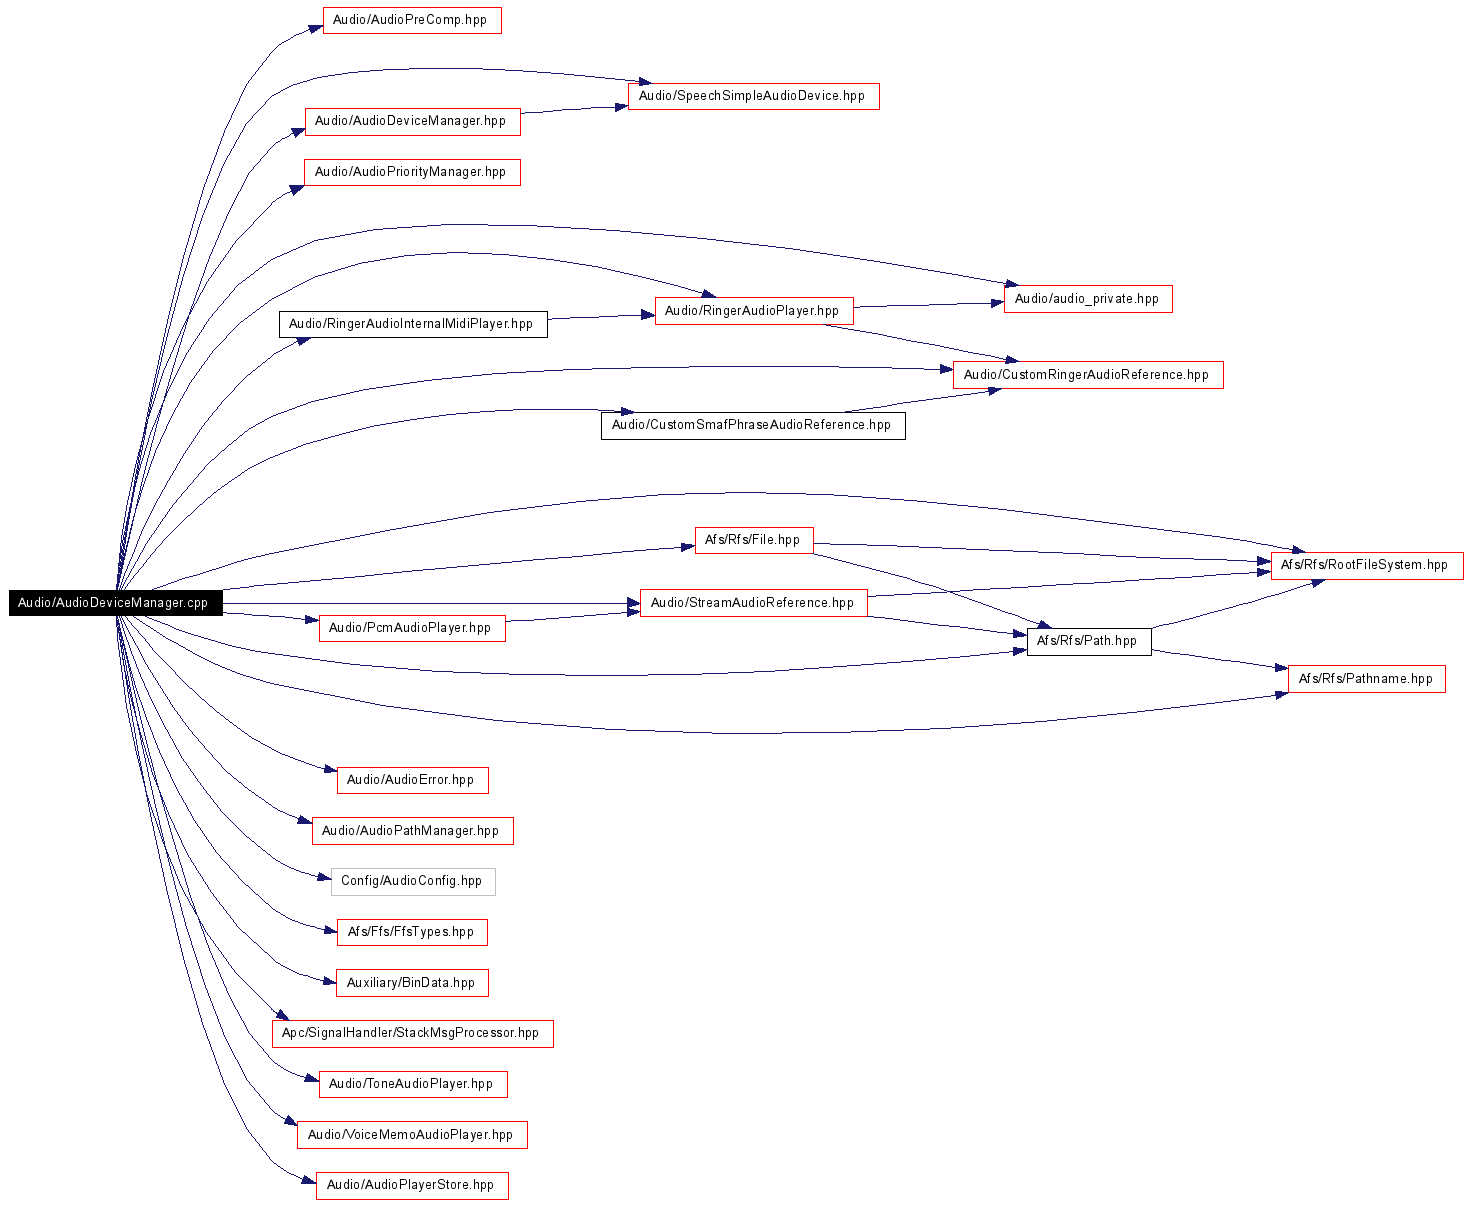 Audio/AudioPreComp.hpp
Audio/SpeechSimpleAudioDevice.hpp
Audio/AudioDeviceManager.hpp
Audio/AudioPriorityManager.hpp
Audio/audio_private.hpp
Audio/RingerAudioPlayer.hpp
Audio/RingerAudioInternalMidiPlayer.hpp
Audio/CustomRingerAudioReference.hpp
Audio/CustomSmafPhraseAudioReference.hpp
Afs/Rfs/File.hpp
Afs/Rfs/RootFileSystem.hpp
Audio/AudioDeviceManager.cpp
Audio/StreamAudioReference.hpp
Audio/PcmAudioPlayer.hpp
Afs/Rfs/Path.hpp
Afs/Rfs/Pathname.hpp
Audio/AudioError.hpp
Audio/AudioPathManager.hpp
Config/AudioConfig.hpp
Afs/Ffs/FfsTypes.hpp
Auxiliary/BinData.hpp
Apc/SignalHandler/StackMsgProcessor.hpp
Audio/ToneAudioPlayer.hpp
Audio/VoiceMemoAudioPlayer.hpp
Audio/AudioPlayerStore.hpp